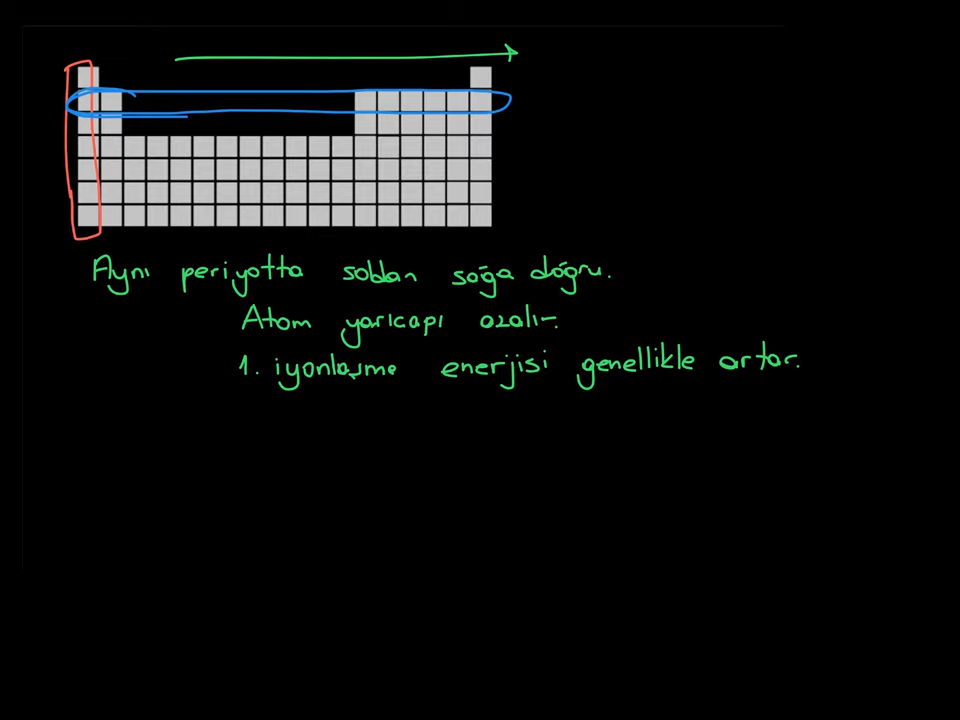 Aynı periyotta soldan sağa doğru.
Atom yarıcapı azalır.
1. iyonlaşma enerjisi genellikle artar.